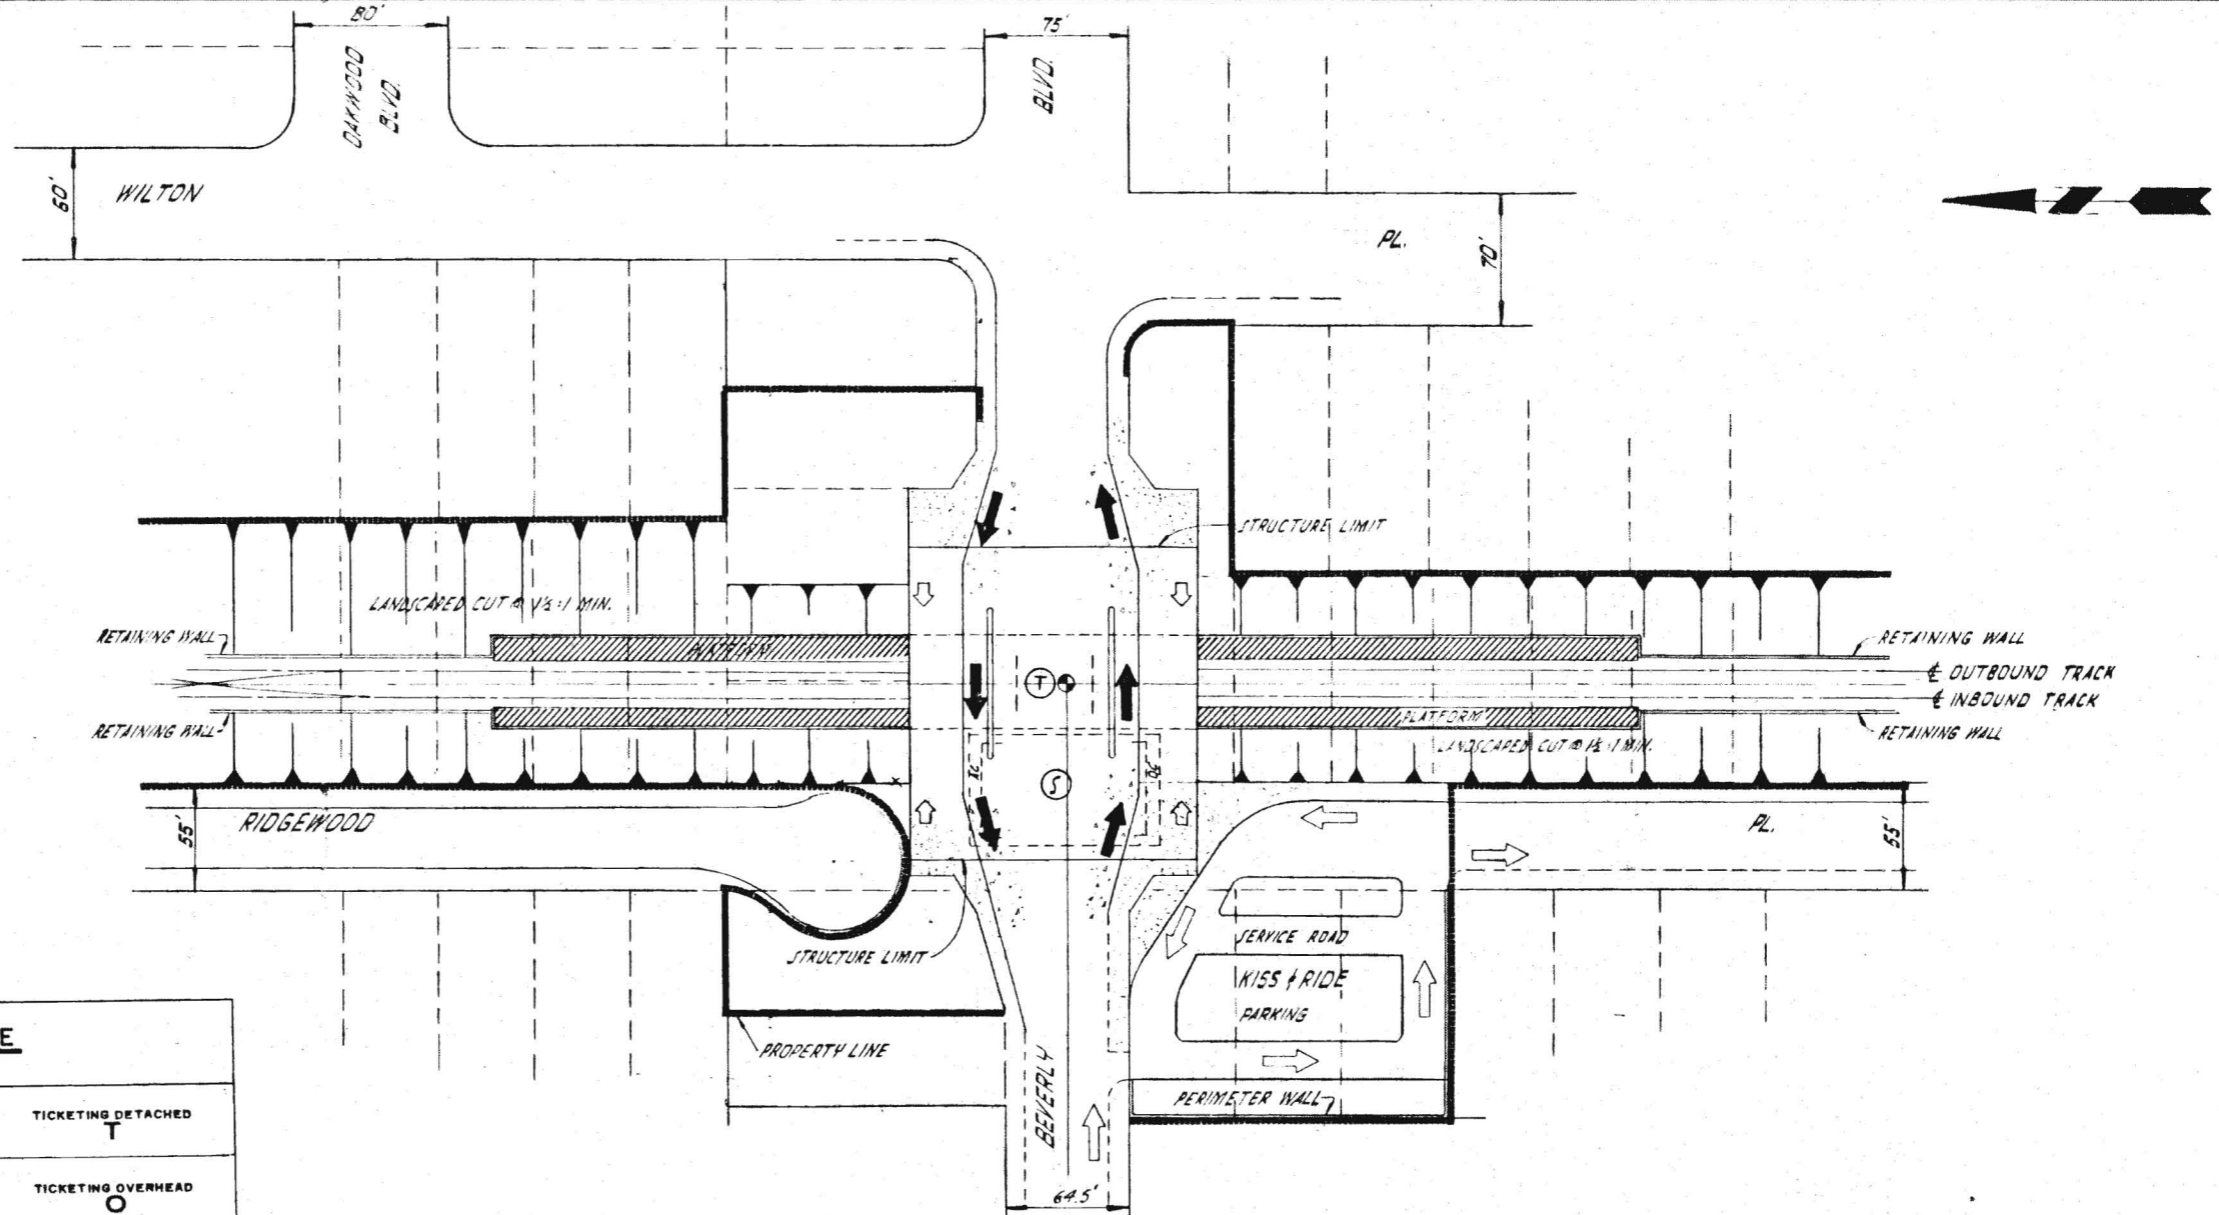 80'
75'
OAKWOOD
BLVD.
BLVD.
60'
WILTON
PL.
70'
STRUCTURE LIMIT
LANDSCAPED CUT @ 1½:1 MIN.
RETAINING WALL
PLATFORM
RETAINING WALL
℄ OUTBOUND TRACK
T
℄ INBOUND TRACK
RETAINING WALL
PLATFORM
RETAINING WALL
LANDSCAPED CUT @ 1½:1 MIN.
S
55'
RIDGEWOOD
PL.
55'
STRUCTURE LIMIT
SERVICE ROAD
KISS & RIDE
PARKING
PROPERTY LINE
BEVERLY
PERIMETER WALL
64.5'
E
TICKETING DETACHED
T
TICKETING OVERHEAD
O